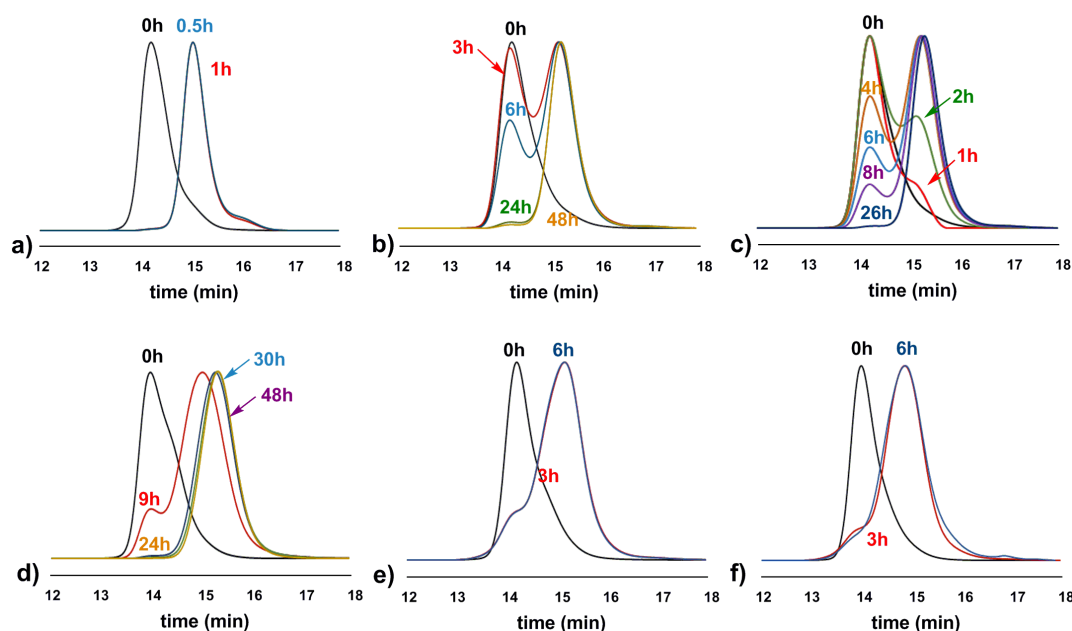 0h 0.5h
1h
a)
12 13 14 15 16 17 18
time (min)
0h
3h
6h
24h
48h
b)
12 13 14 15 16 17 18
time (min)
0h
4h
2h
6h
1h
8h
26h
c)
12 13 14 15 16 17 18
time (min)
0h
30h
48h
9h
24h
d)
12 13 14 15 16 17 18
time (min)
0h 6h
3h
e)
12 13 14 15 16 17 18
time (min)
0h 6h
3h
f)
12 13 14 15 16 17 18
time (min)